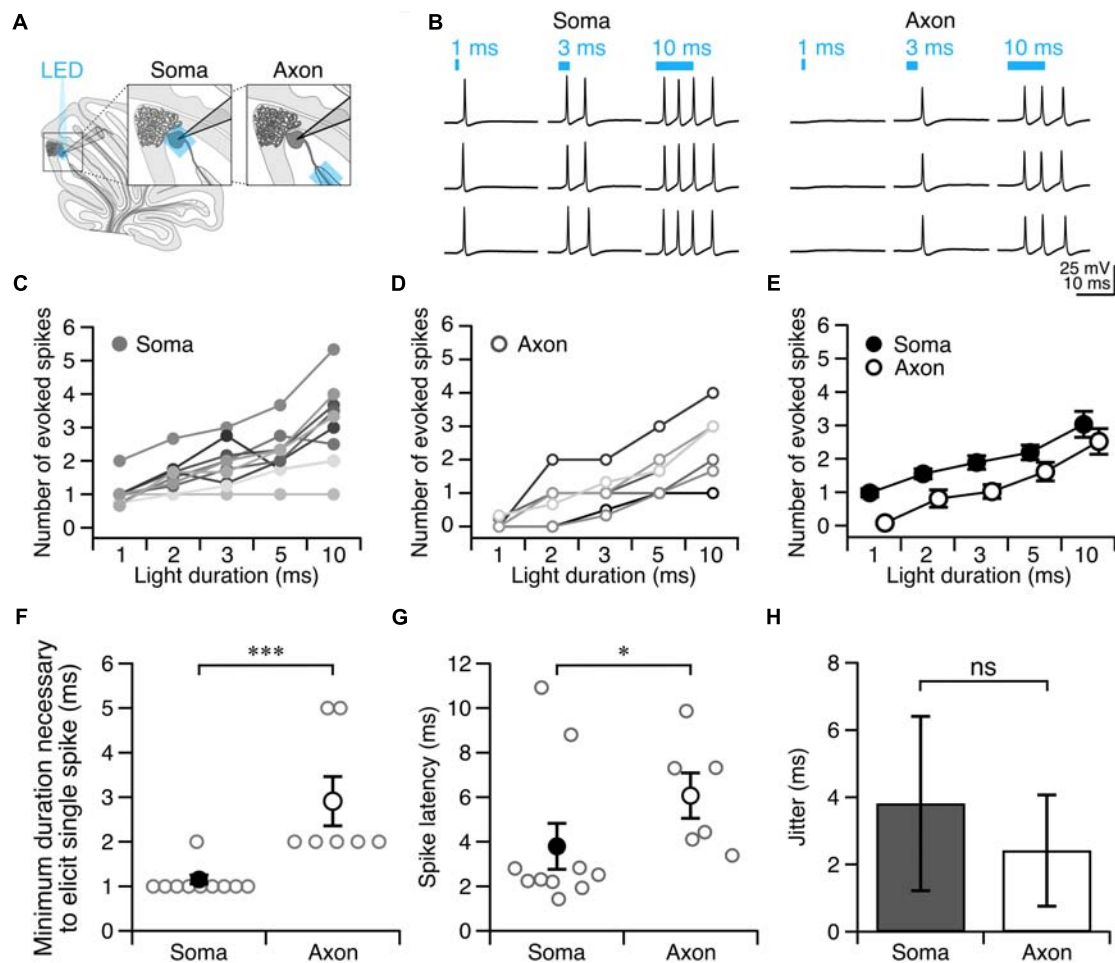 A
LED
Soma
Axon
B
Soma
1 ms
3 ms
10 ms
Axon
1 ms
3 ms
10 ms
25 mV
10 ms
C
Number of evoked spikes
6
5
4
3
2
1
0
Soma
1 2 3 5 10
Light duration (ms)
D
Number of evoked spikes
6
5
4
3
2
1
0
Axon
1 2 3 5 10
Light duration (ms)
E
Number of evoked spikes
6
5
4
3
2
1
0
Soma
Axon
1 2 3 5 10
Light duration (ms)
F
Minimum duration necessary
to elicit single spike (ms)
6
5
4
3
2
1
0
***
Soma Axon
G
Spike latency (ms)
12
10
8
6
4
2
0
*
Soma Axon
H
Jitter (ms)
8
6
4
2
0
ns
Soma Axon